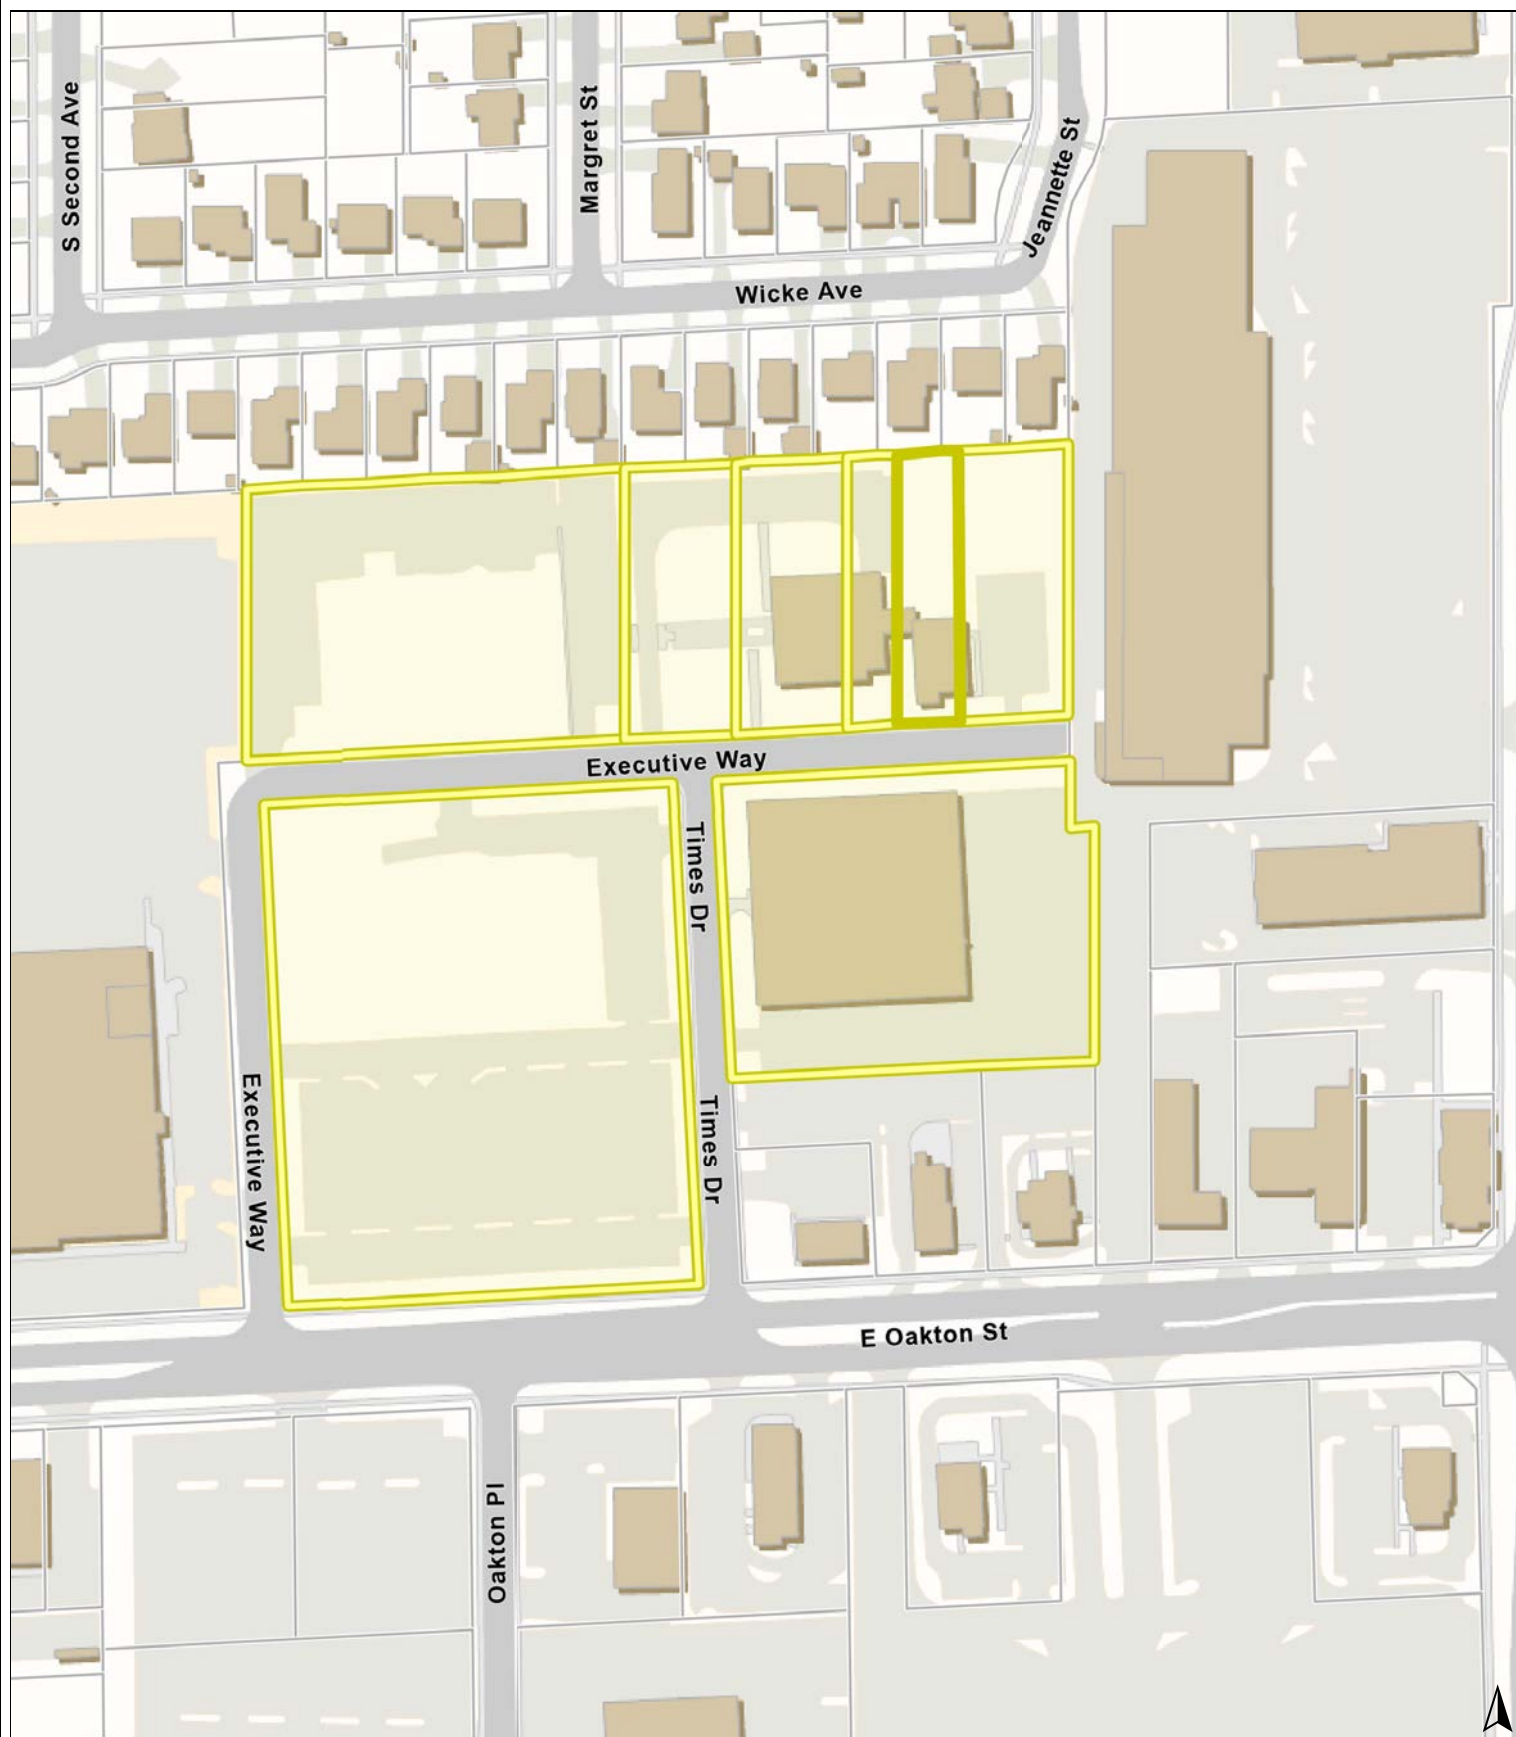 S Second Ave
Margret St
Jeannette St
Wicke Ave
Executive Way
Times Dr
Executive Way
Times Dr
E Oakton St
Oakton Pl